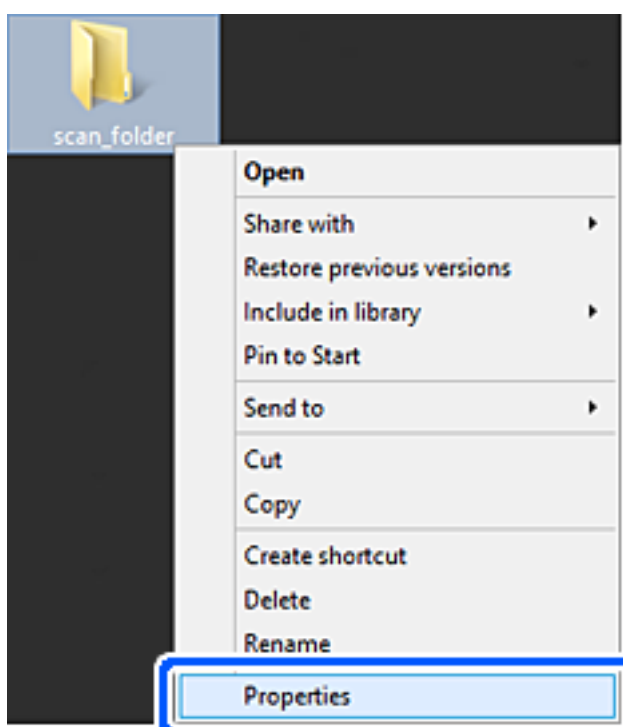 scan_folder
Open
Share with
Restore previous versions
Include in library
Pin to Start
Send to
Cut
Copy
Create shortcut
Delete
Rename
Properties